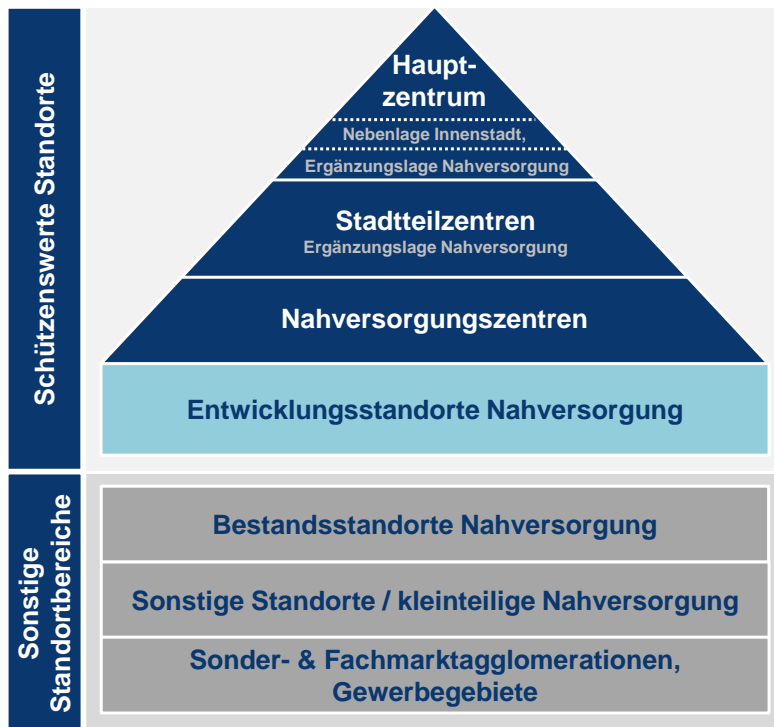 Schützenswerte Standorte
Haupt-
zentrum
Nebenlage Innenstadt,
Ergänzungslage Nahversorgung
Stadtteilzentren
Ergänzungslage Nahversorgung
Nahversorgungszentren
Entwicklungsstandorte Nahversorgung
Sonstige
Standortbereiche
Bestandsstandorte Nahversorgung
Sonstige Standorte / kleinteilige Nahversorgung
Sonder- & Fachmarktagglomerationen,
Gewerbegebiete